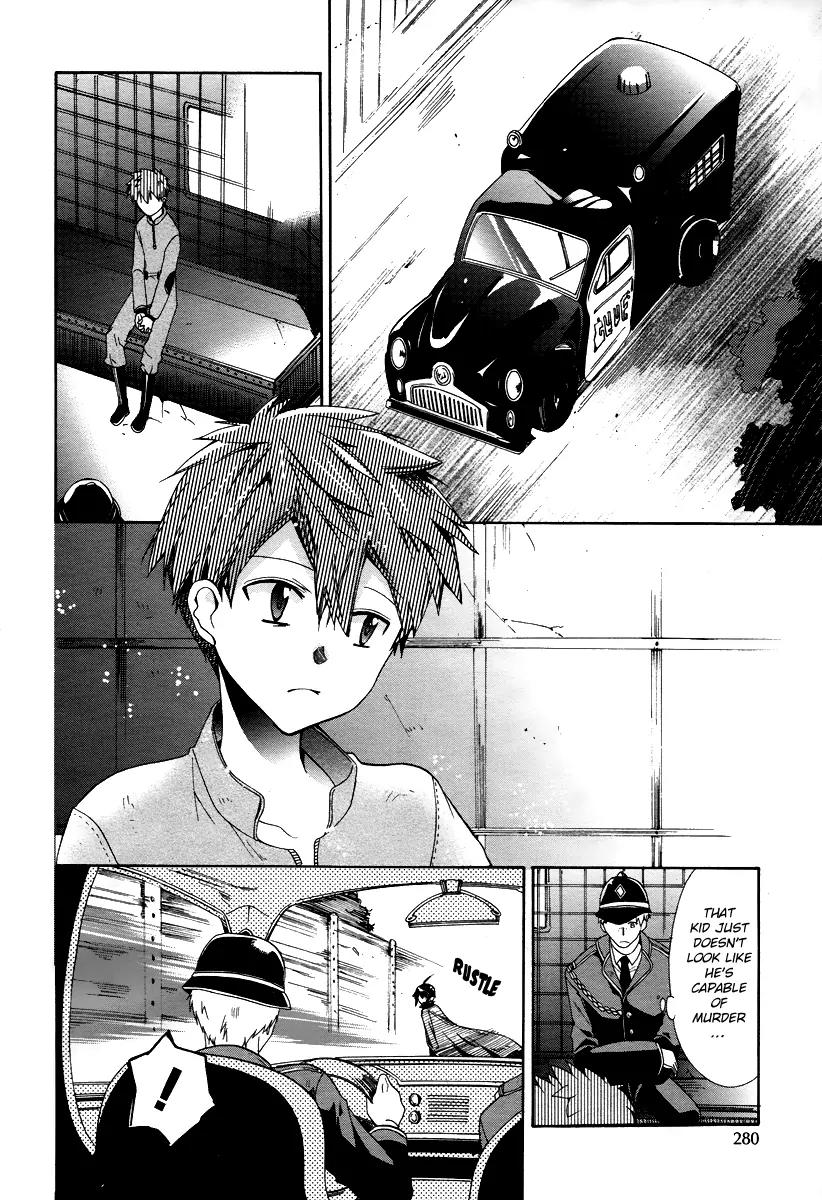 THAT
KID JUST
DOESN'T
LOOK LIKE
HE'S
CAPABLE
OF
MURDER
...
RUSTLE
!
280